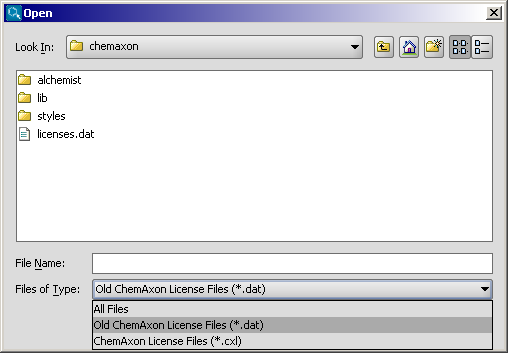 Open
Look In: chemaxon
alchemist
lib
styles
licenses.dat
File Name:
Files of Type: Old ChemAxon License Files (*.dat)
All Files
Old ChemAxon License Files (*.dat)
ChemAxon License Files (*.cxl)